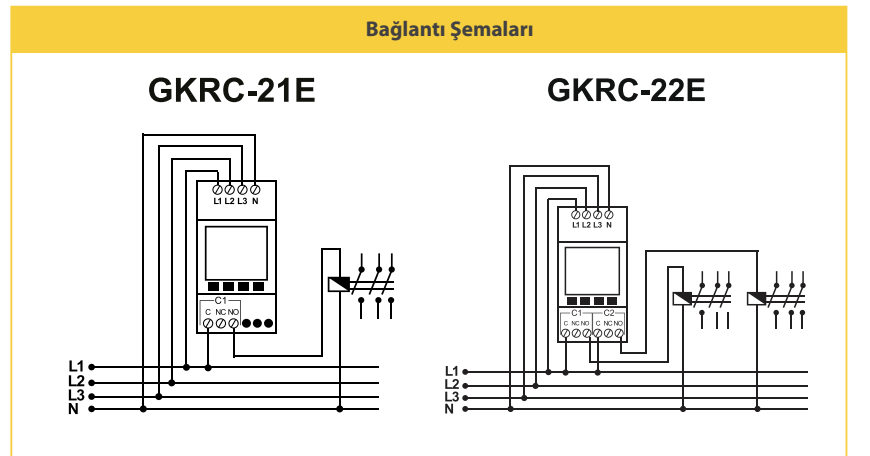 Bağlantı Şemaları
GKRC-21E
GKRC-22E
L1 L2 L3 N
C1
C NC NO
L1
L2
L3
N
L1 L2 L3 N
C1 C2
C NC NO C NC NO
L1
L2
L3
N